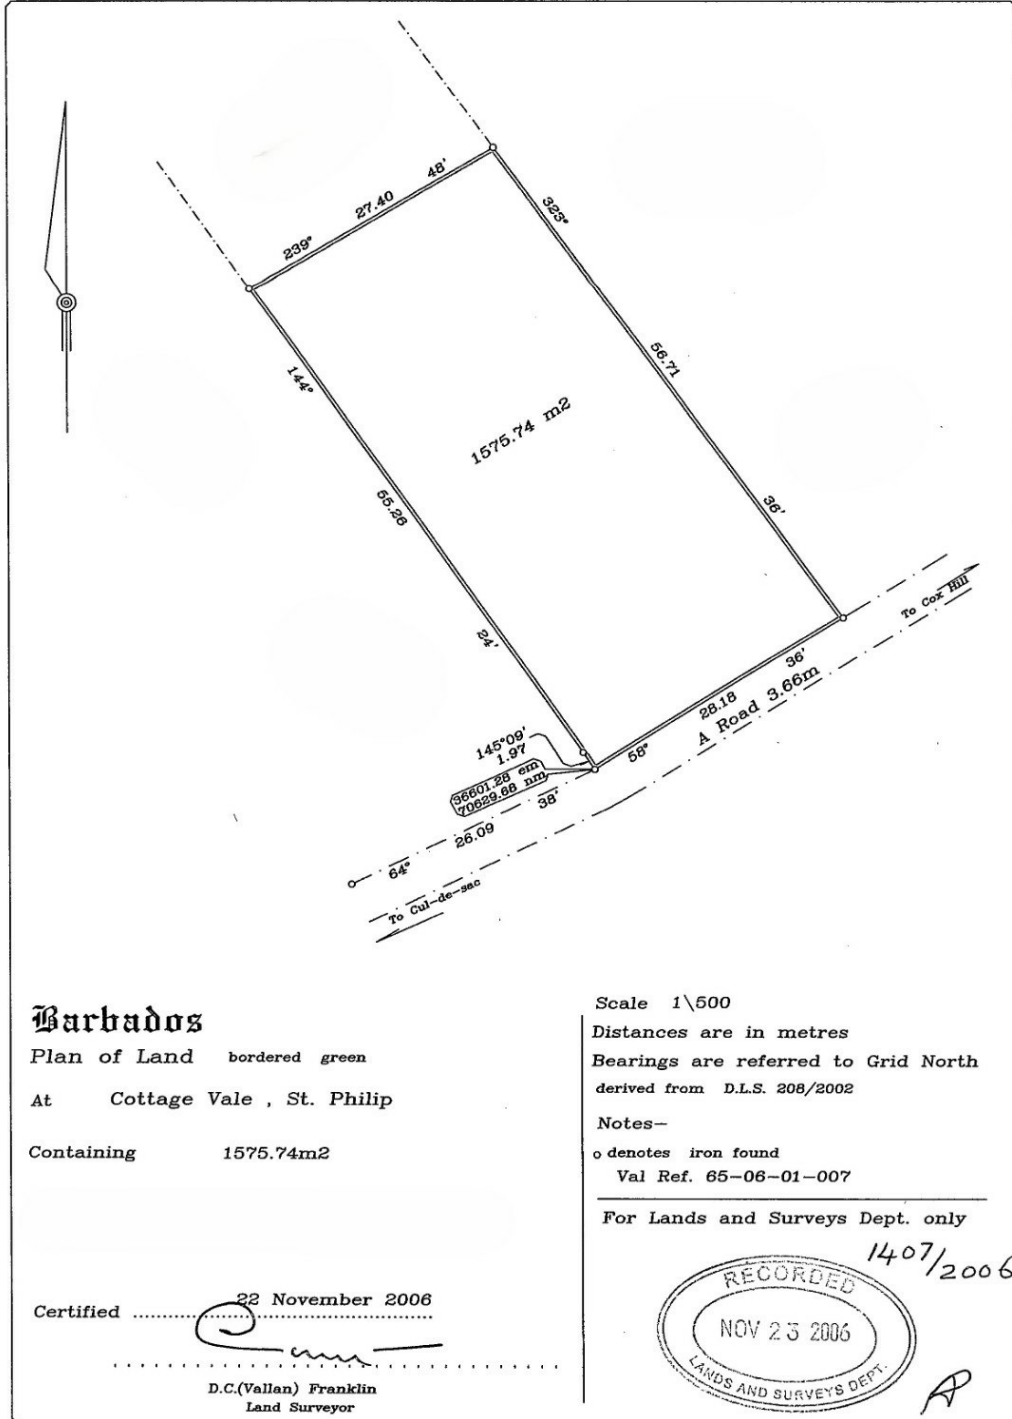 48'
27.40
239°
323°
56.71
36'
144°
55.26
24'
1575.74 m2
To Cox Hill
36'
28.18
58°
A Road 3.66m
145°09'
1.97
36601.28 em
70629.68 nm
38'
26.09
64°
To Cul-de-sac
Barbados
Plan of Land bordered green
At Cottage Vale , St. Philip
Containing 1575.74m2
Certified 22 November 2006
D.C.(Vallan) Franklin
Land Surveyor
Scale 1\500
Distances are in metres
Bearings are referred to Grid North
derived from D.L.S. 208/2002
Notes-
o denotes iron found
Val Ref. 65-06-01-007
For Lands and Surveys Dept. only
1407/2006
RECORDED
NOV 23 2006
LANDS AND SURVEYS DEPT.